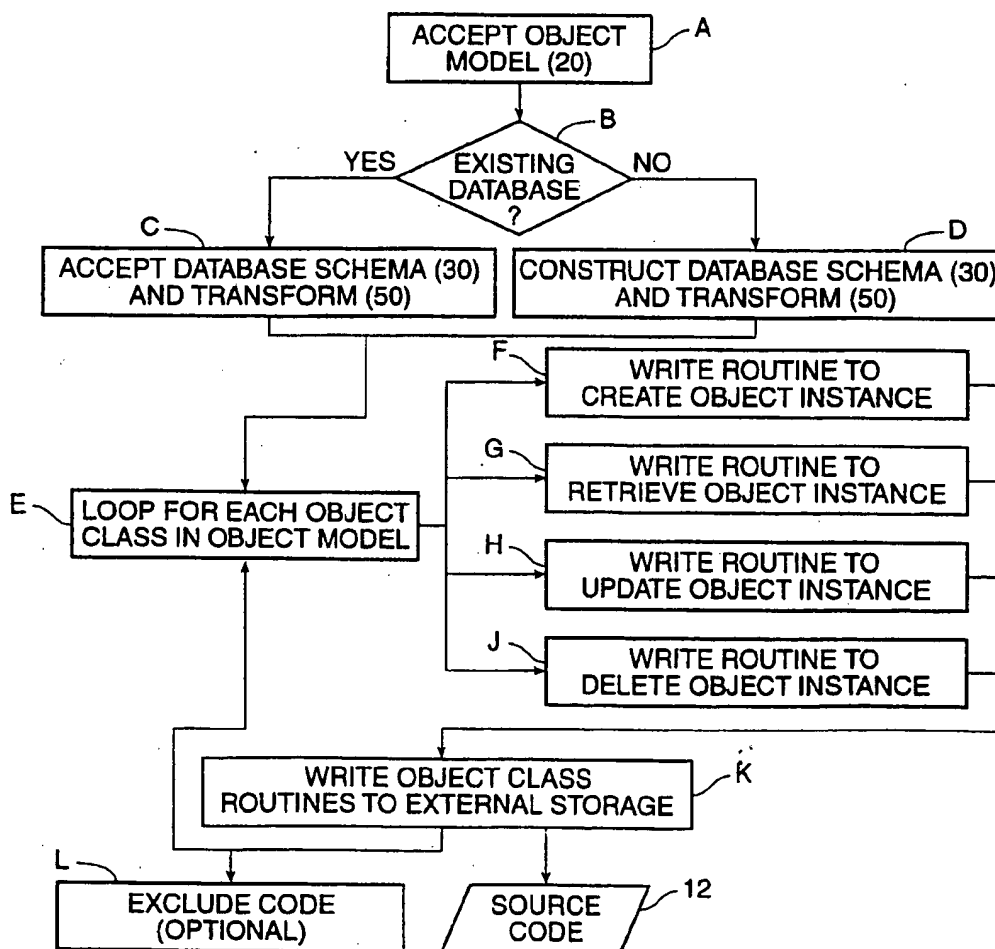 ACCEPT OBJECT
MODEL (20)
A
B
YES
EXISTING
DATABASE
?
NO
C
ACCEPT DATABASE SCHEMA (30)
AND TRANSFORM (50)
D
CONSTRUCT DATABASE SCHEMA (30)
AND TRANSFORM (50)
F
WRITE ROUTINE TO
CREATE OBJECT INSTANCE
G
WRITE ROUTINE TO
RETRIEVE OBJECT INSTANCE
E
LOOP FOR EACH OBJECT
CLASS IN OBJECT MODEL
H
WRITE ROUTINE TO
UPDATE OBJECT INSTANCE
J
WRITE ROUTINE TO
DELETE OBJECT INSTANCE
WRITE OBJECT CLASS
ROUTINES TO EXTERNAL STORAGE
K
L
EXCLUDE CODE
(OPTIONAL)
SOURCE
CODE
12